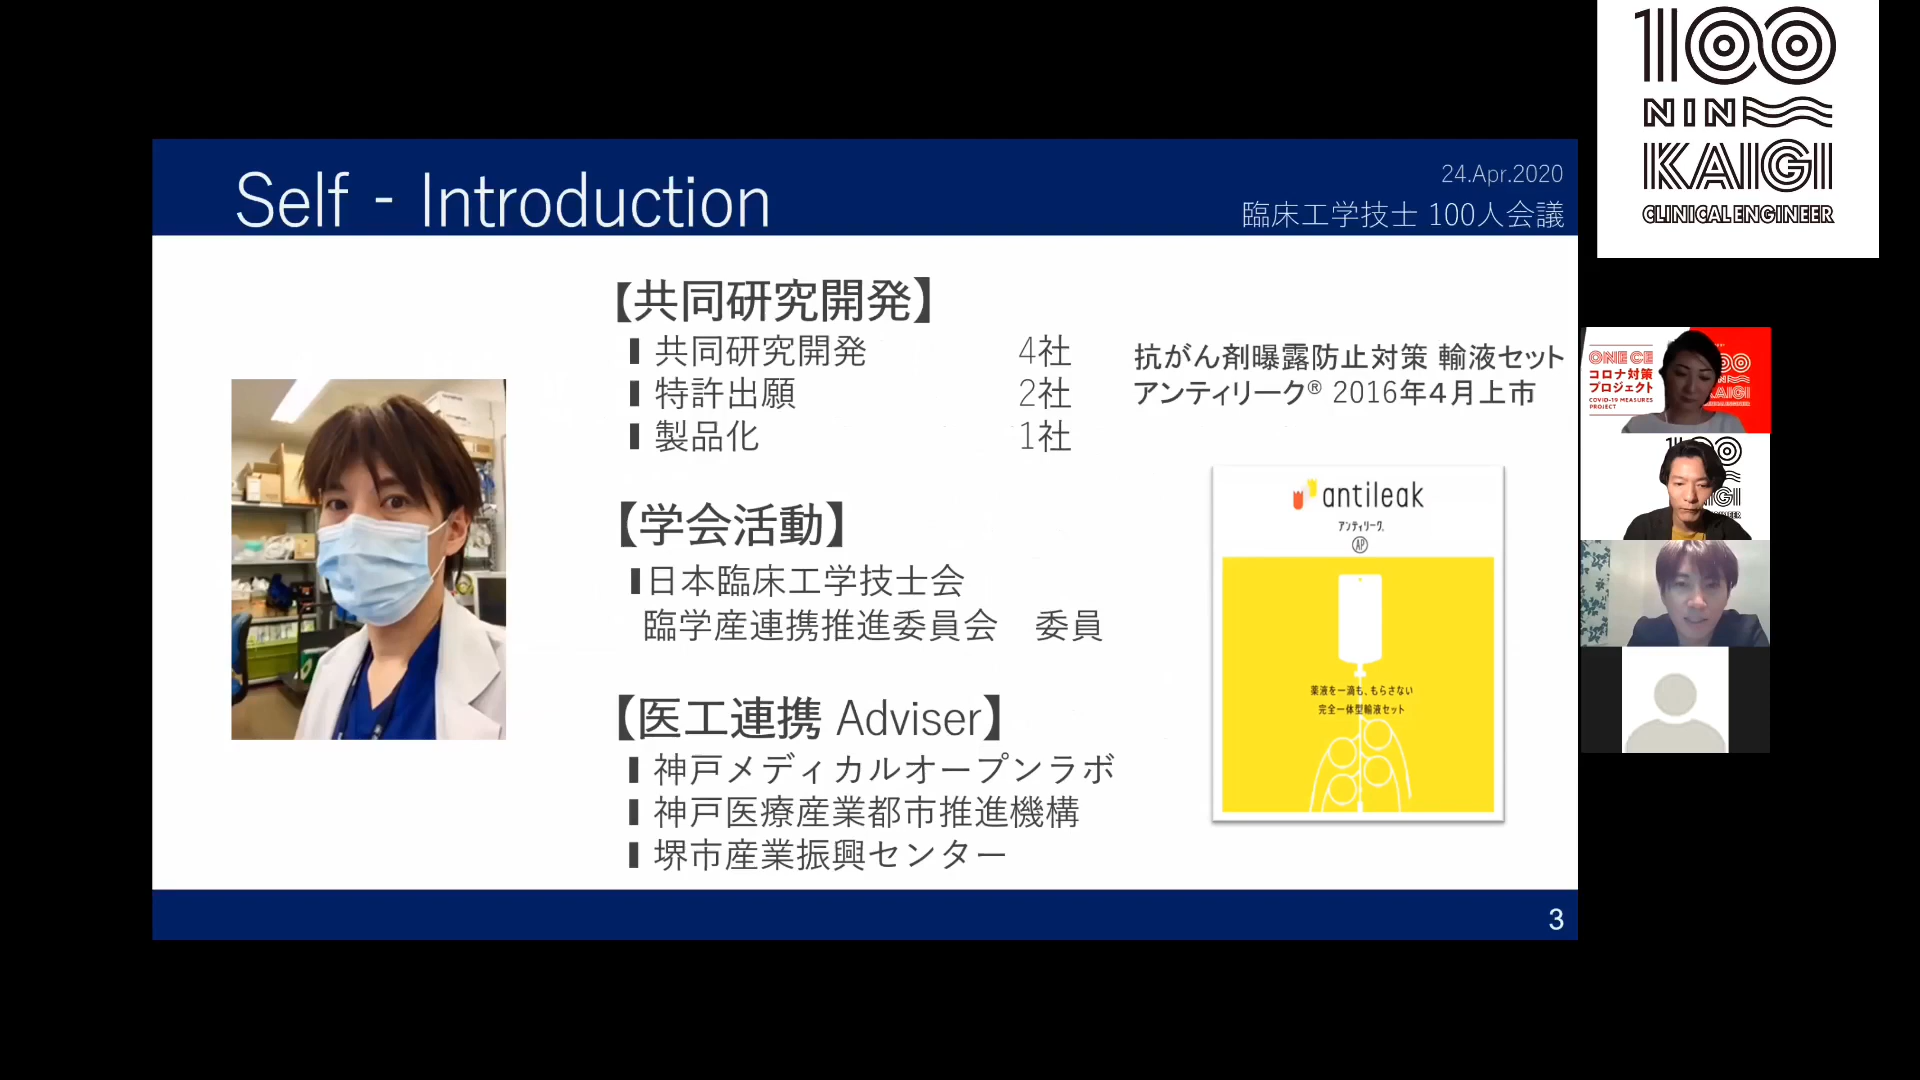 Self - Introduction
24.Apr.2020
臨床工学技士 100人会議
【共同研究開発】
共同研究開発 4社
特許出願 2社
製品化 1社
【学会活動】
日本臨床工学技士会
臨学産連携推進委員会 委員
【医工連携 Adviser】
神戸メディカルオープンラボ
神戸医療産業都市推進機構
堺市産業振興センター
抗がん剤曝露防止対策 輸液セット
アンティリーク® 2016年4月上市
antileak
アンティリーク。
AP
薬液を一滴も、もらさない
完全一体型輸液セット
3
100
NIN
KAIGI
CLINICAL ENGINEER
ONE CE
コロナ対策
プロジェクト
COVID-19 MEASURES
PROJECT